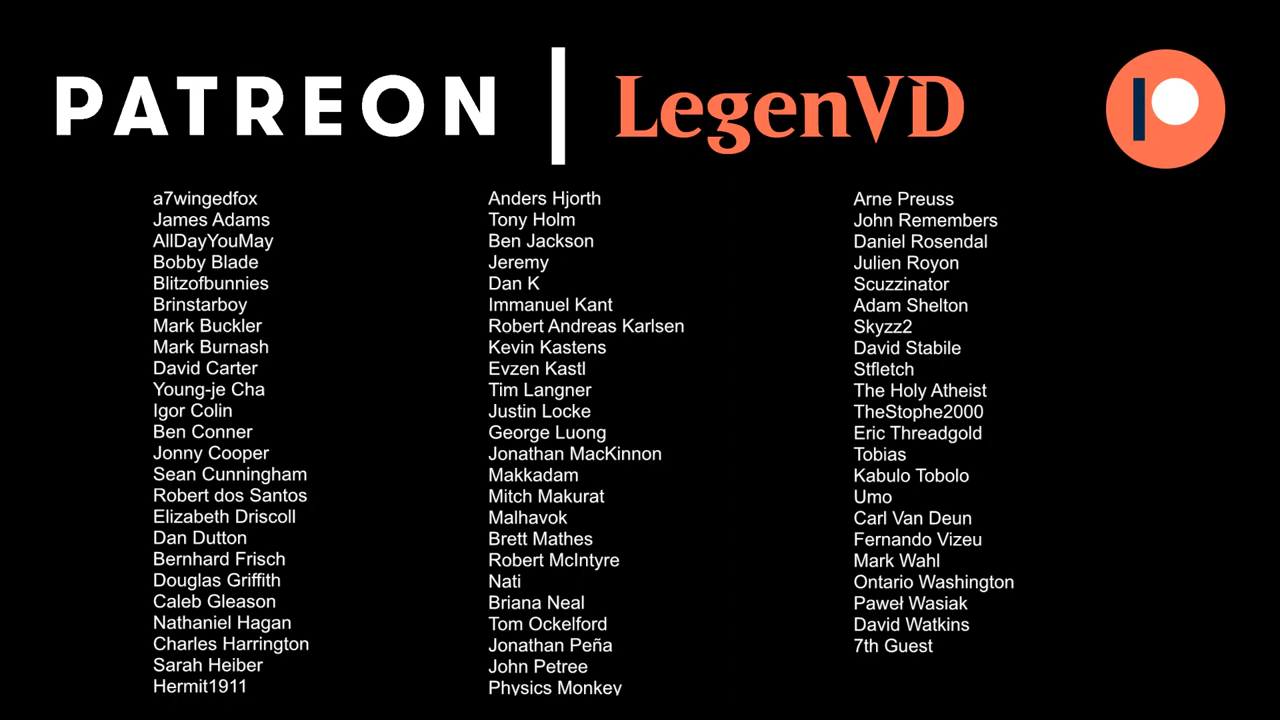 PATREON | LegenVD
a7wingedfox
James Adams
AllDayYouMay
Bobby Blade
Blitzofbunnies
Brinstarboy
Mark Buckler
Mark Burnash
David Carter
Young-je Cha
Igor Colin
Ben Conner
Jonny Cooper
Sean Cunningham
Robert dos Santos
Elizabeth Driscoll
Dan Dutton
Bernhard Frisch
Douglas Griffith
Caleb Gleason
Nathaniel Hagan
Charles Harrington
Sarah Heiber
Hermit1911
Anders Hjorth
Tony Holm
Ben Jackson
Jeremy
Dan K
Immanuel Kant
Robert Andreas Karlsen
Kevin Kastens
Evzen Kastl
Tim Langner
Justin Locke
George Luong
Jonathan MacKinnon
Makkadam
Mitch Makurat
Malhavok
Brett Mathes
Robert McIntyre
Nati
Briana Neal
Tom Ockelford
Jonathan Peña
John Petree
Physics Monkey
Arne Preuss
John Remembers
Daniel Rosendal
Julien Royon
Scuzzinator
Adam Shelton
Skyzz2
David Stabile
Stfletch
The Holy Atheist
TheStophe2000
Eric Threadgold
Tobias
Kabulo Tobolo
Umo
Carl Van Deun
Fernando Vizeu
Mark Wahl
Ontario Washington
Paweł Wasiak
David Watkins
7th Guest